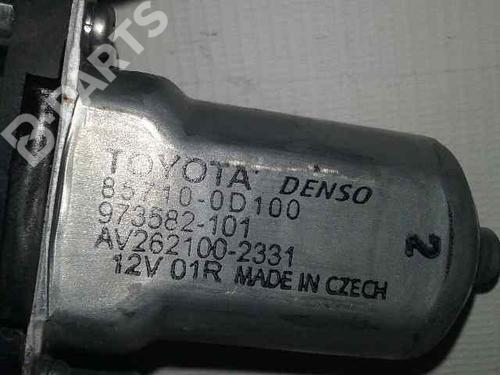 B-PARTS
TOYOTA DENSO
85710-0D100
973582-101
AV262100-2331
12V 01R MADE IN CZECH
2